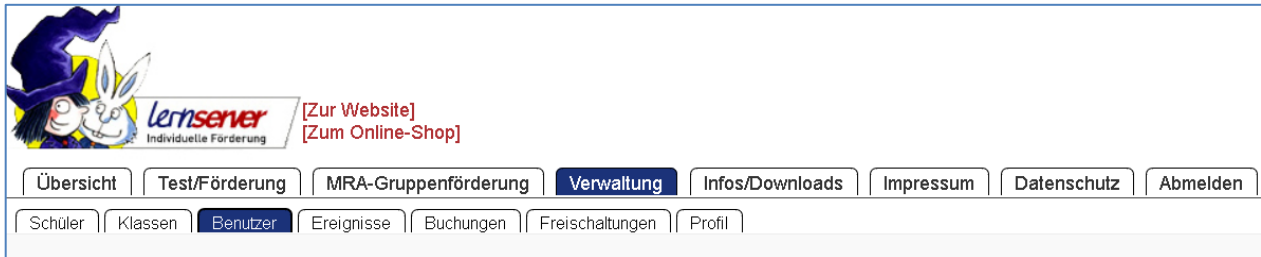 lernserver
Individuelle Förderung
[Zur Website]
[Zum Online-Shop]
Übersicht Test/Förderung MRA-Gruppenförderung Verwaltung Infos/Downloads Impressum Datenschutz Abmelden
Schüler Klassen Benutzer Ereignisse Buchungen Freischaltungen Profil